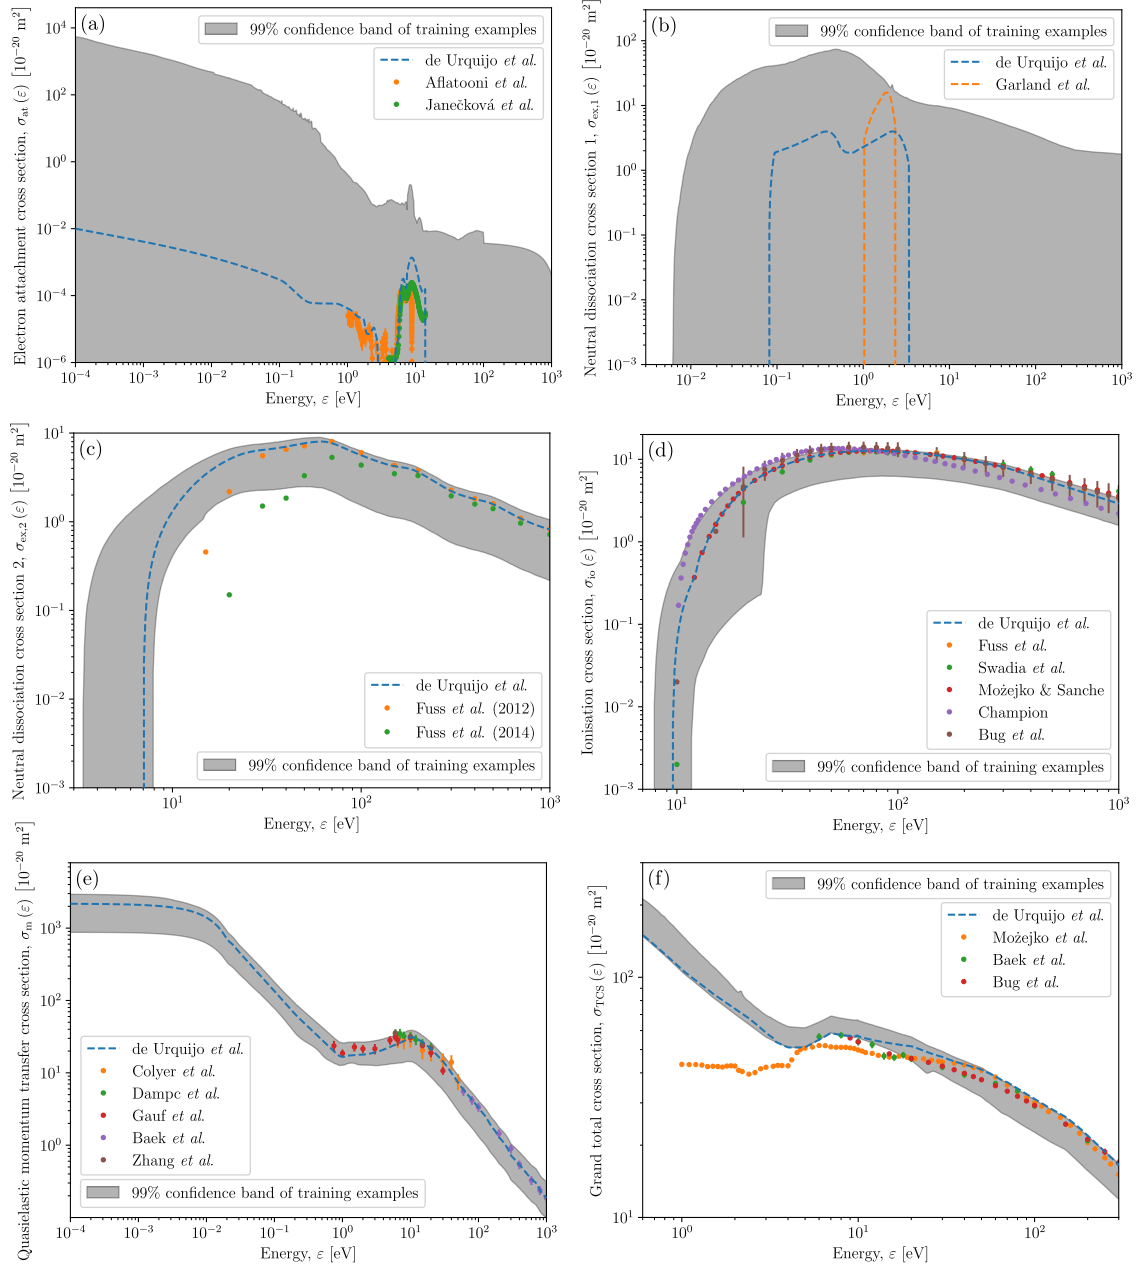 (a)
99% confidence band of training examples
de Urquijo et al.
Aflatooni et al.
Janečková et al.
Electron attachment cross section, σat (ε) [10−20 m2]
10^4
10^2
10^0
10^−2
10^−4
10^−6
10^−4 10^−3 10^−2 10^−1 10^0 10^1 10^2 10^3
Energy, ε [eV]
(b)
99% confidence band of training examples
de Urquijo et al.
Garland et al.
Neutral dissociation cross section 1, σex,1 (ε) [10−20 m2]
10^2
10^1
10^0
10^−1
10^−2
10^−3
10^−2 10^−1 10^0 10^1 10^2 10^3
Energy, ε [eV]
(c)
Neutral dissociation cross section 2, σex,2 (ε) [10−20 m2]
10^1
10^0
10^−1
10^−2
10^−3
de Urquijo et al.
Fuss et al. (2012)
Fuss et al. (2014)
99% confidence band of training examples
10^1 10^2 10^3
Energy, ε [eV]
(d)
Ionisation cross section, σio (ε) [10−20 m2]
10^1
10^0
10^−1
10^−2
10^−3
de Urquijo et al.
Fuss et al.
Swadia et al.
Możejko & Sanche
Champion
Bug et al.
99% confidence band of training examples
10^1 10^2 10^3
Energy, ε [eV]
(e)
Quasielastic momentum transfer cross section, σm (ε) [10−20 m2]
10^3
10^2
10^1
10^0
de Urquijo et al.
Colyer et al.
Dampc et al.
Gauf et al.
Baek et al.
Zhang et al.
99% confidence band of training examples
10^−4 10^−3 10^−2 10^−1 10^0 10^1 10^2 10^3
Energy, ε [eV]
(f)
99% confidence band of training examples
de Urquijo et al.
Możejko et al.
Baek et al.
Bug et al.
Grand total cross section, σTCS (ε) [10−20 m2]
10^2
10^1
10^0 10^1 10^2
Energy, ε [eV]